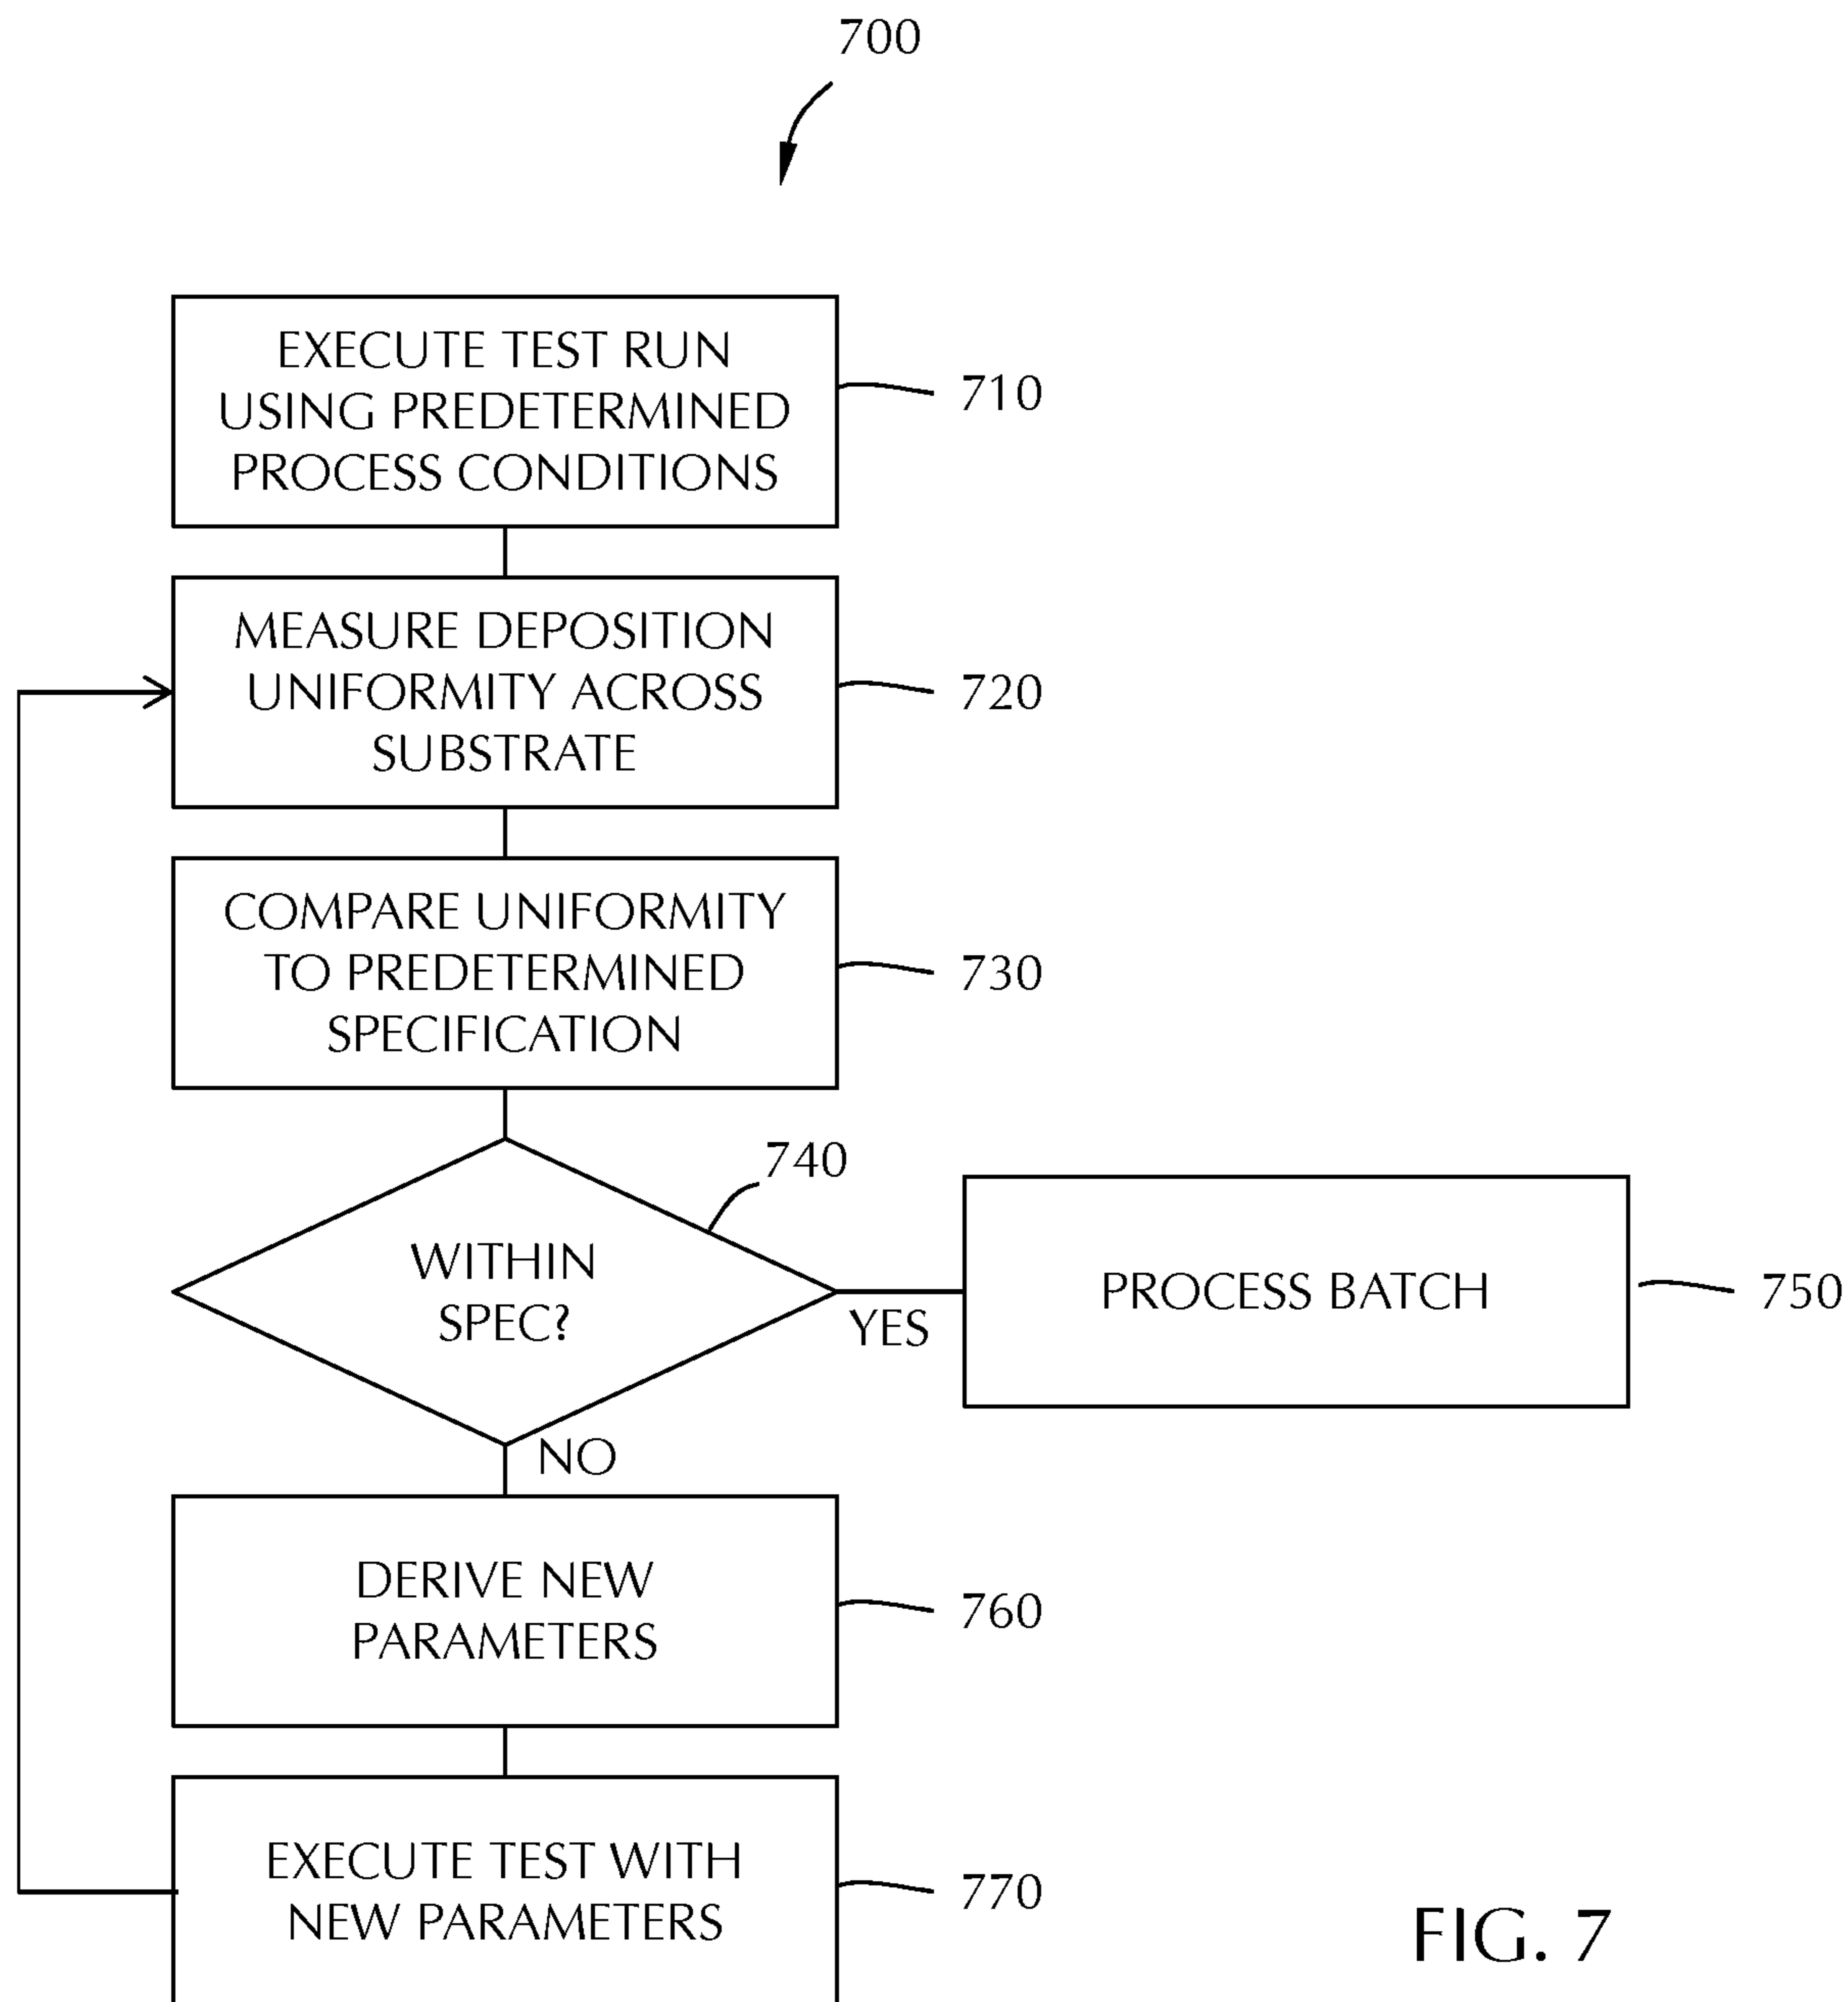 700
EXECUTE TEST RUN
USING PREDETERMINED
PROCESS CONDITIONS
710
MEASURE DEPOSITION
UNIFORMITY ACROSS
SUBSTRATE
720
COMPARE UNIFORMITY
TO PREDETERMINED
SPECIFICATION
730
740
WITHIN
SPEC?
YES
PROCESS BATCH
750
NO
DERIVE NEW
PARAMETERS
760
EXECUTE TEST WITH
NEW PARAMETERS
770
FIG. 7